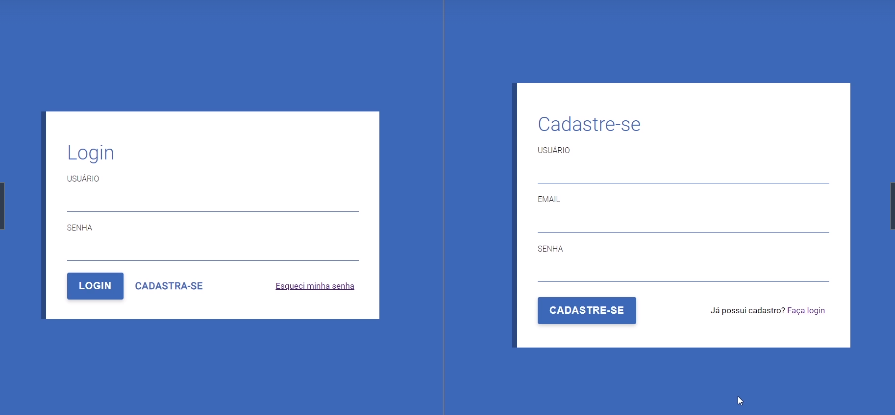 Login
USUÁRIO
SENHA
LOGIN CADASTRA-SE Esqueci minha senha
Cadastre-se
USUARIO
EMAIL
SENHA
CADASTRE-SE Já possui cadastro? Faça login